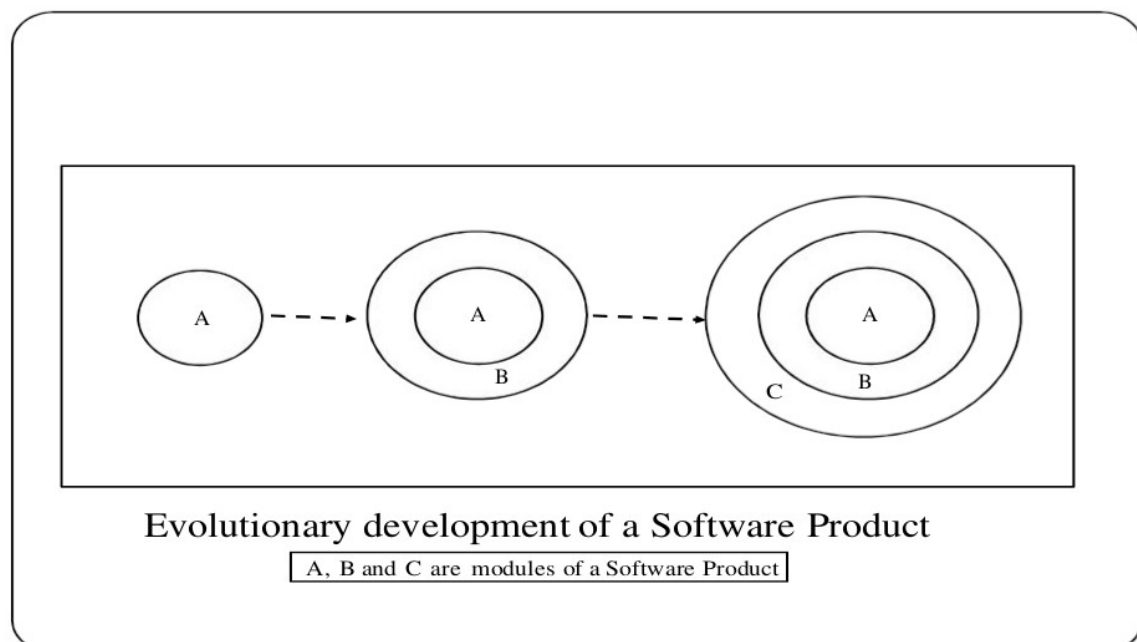 A
A
B
A
B
C
Evolutionary development of a Software Product
A, B and C are modules of a Software Product